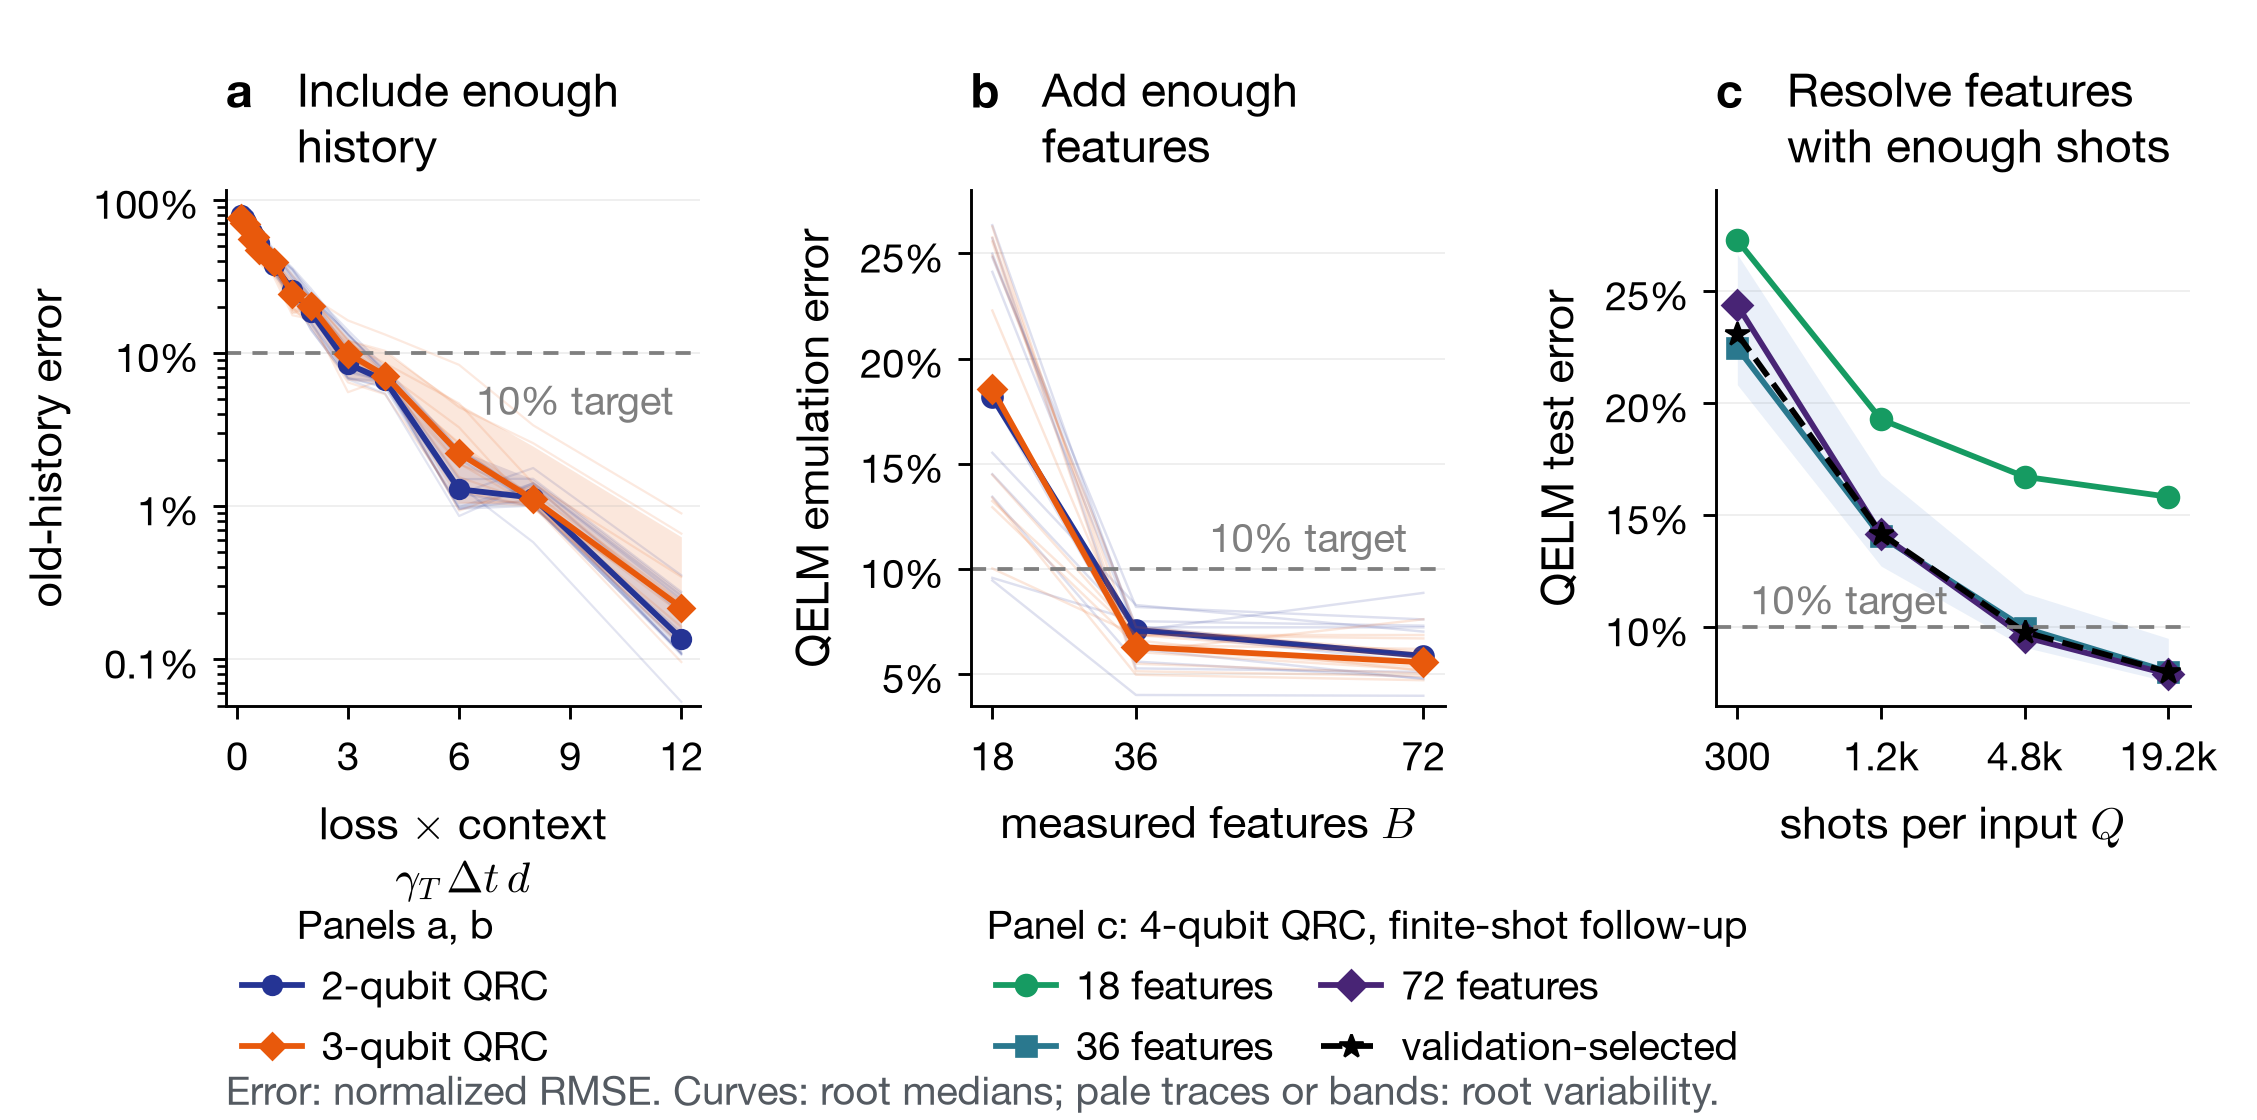 a Include enough
history
b Add enough
features
c Resolve features
with enough shots
old-history error
100%
10%
1%
0.1%
10% target
0 3 6 9 12
loss × context
γ_T Δt d
QELM emulation error
25%
20%
15%
10%
5%
10% target
18 36 72
measured features B
QELM test error
25%
20%
15%
10%
10% target
300 1.2k 4.8k 19.2k
shots per input Q
Panels a, b
2-qubit QRC
3-qubit QRC
Panel c: 4-qubit QRC, finite-shot follow-up
18 features 72 features
36 features validation-selected
Error: normalized RMSE. Curves: root medians; pale traces or bands: root variability.